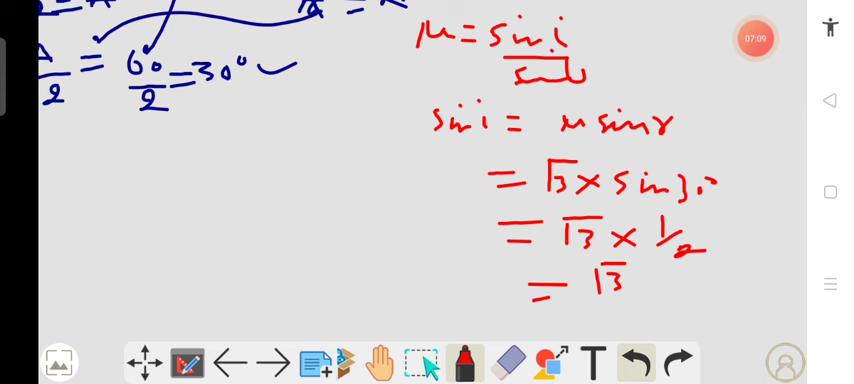 μ = sin i / sin r
A/2 = 60/2 = 30°
sin i = μ sin r
= √3 × sin 30°
= √3 × 1/2
= √3
07:09
T